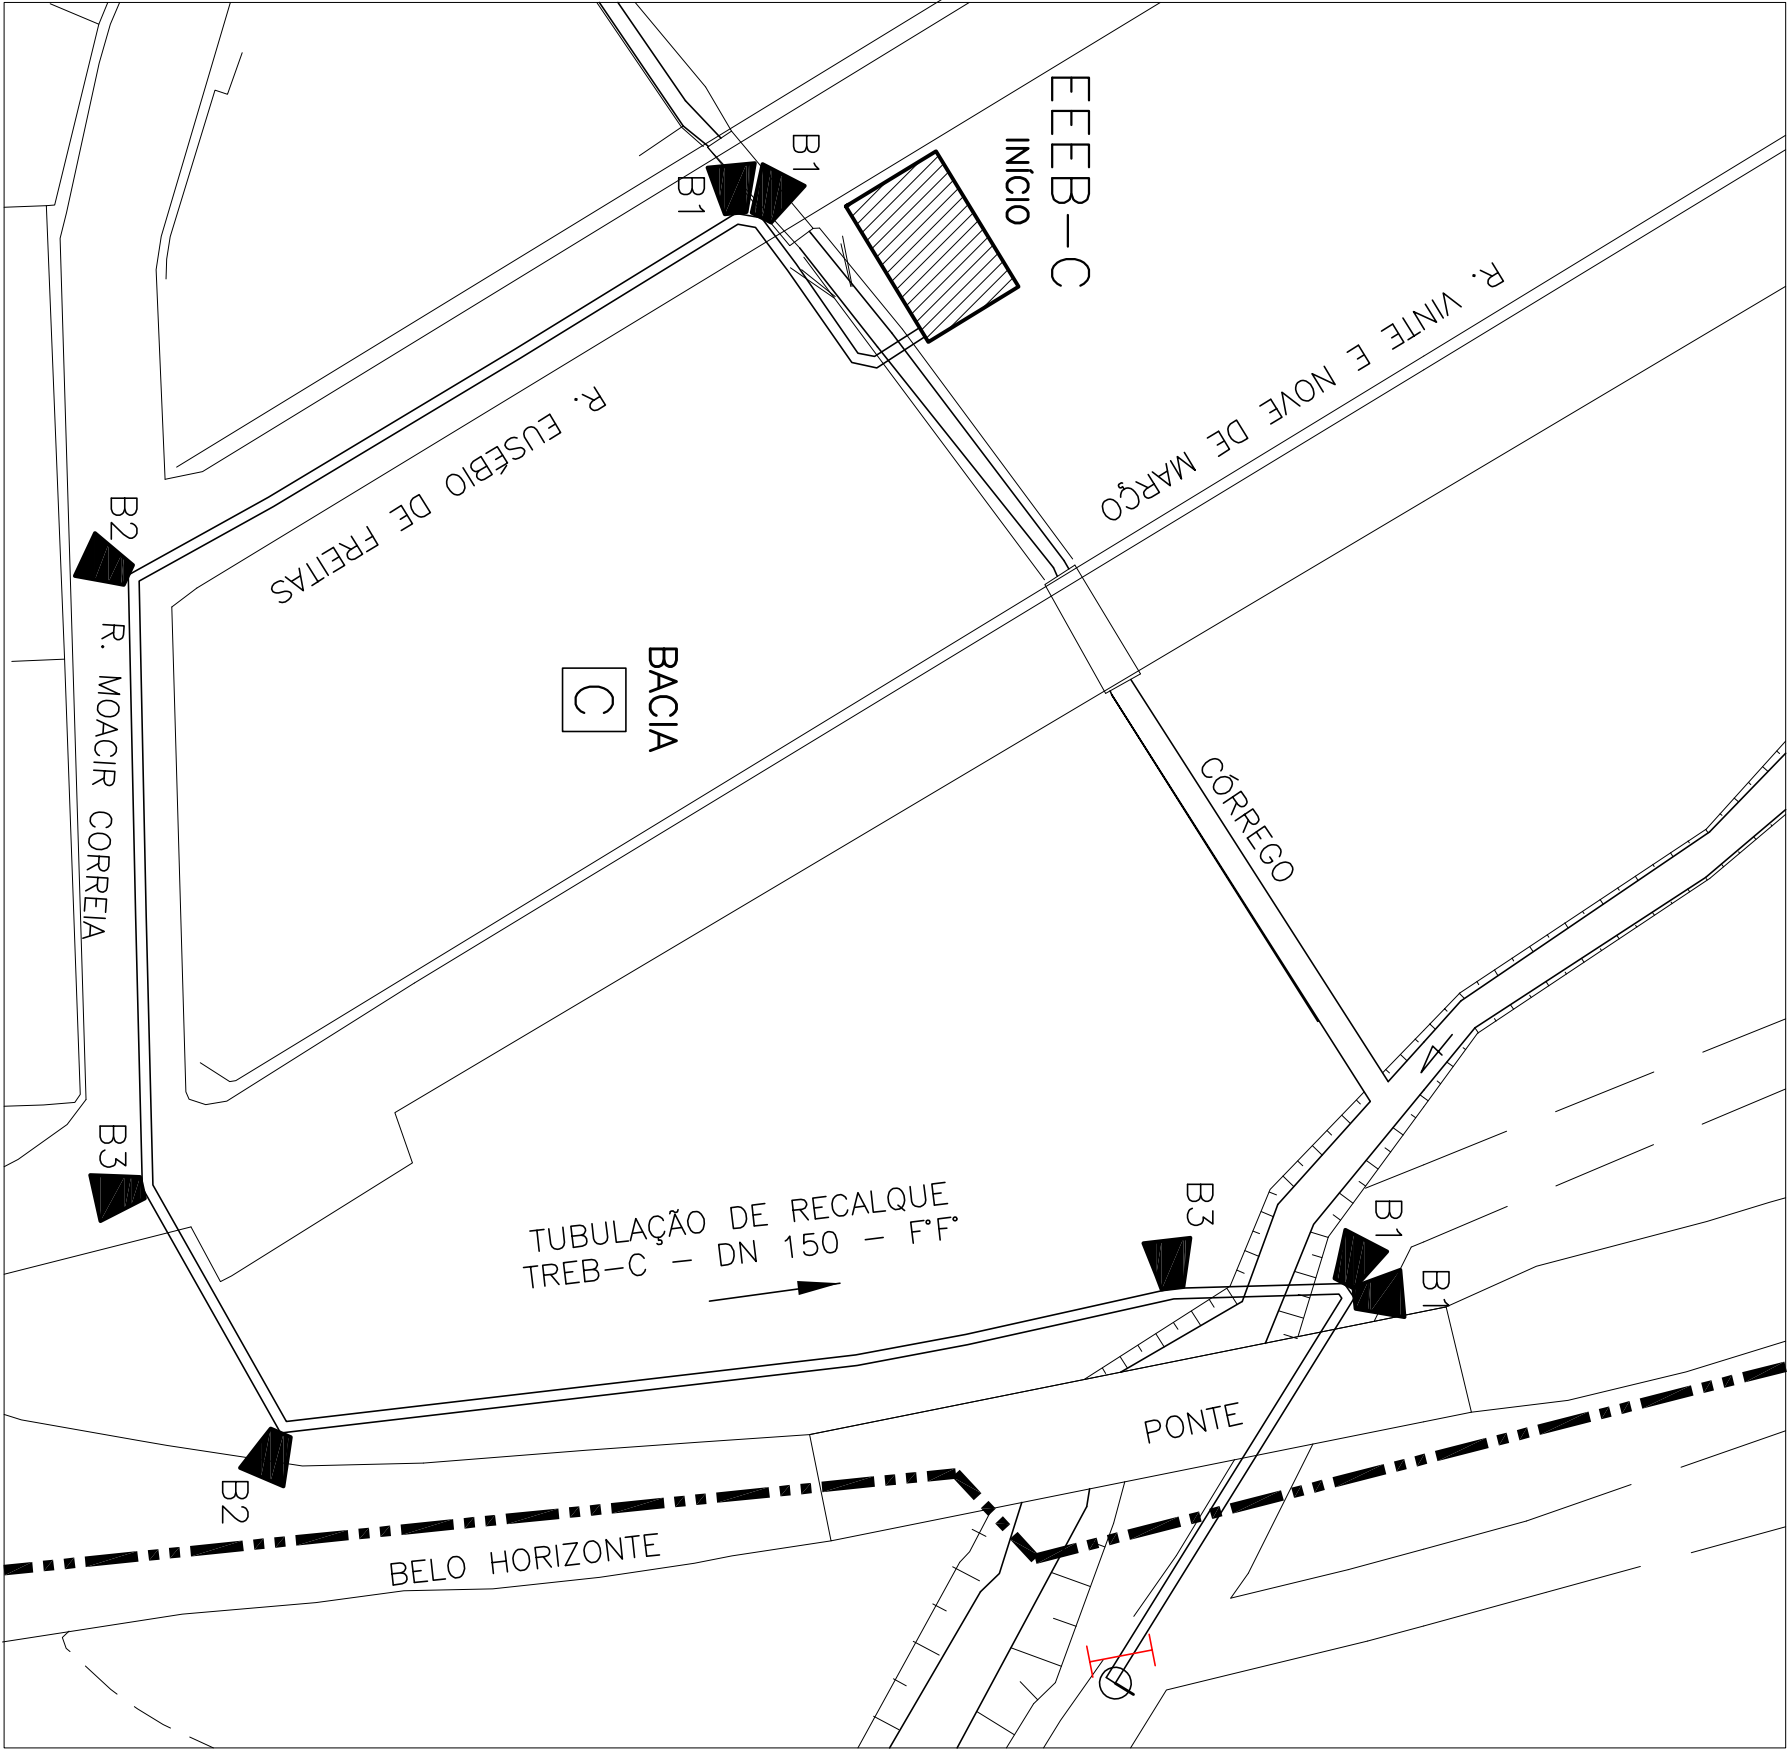 EEEB-C
INÍCIO
B1
B1
R. VINTE E NOVE DE MARÇO
R. EUSÉBIO DE FREITAS
B2
R. MOACIR CORREIA
BACIA
C
CÓRREGO
B3
TUBULAÇÃO DE RECALQUE
TREB-C - DN 150 - F°F°
B3
B1
B1
PONTE
B2
BELO HORIZONTE